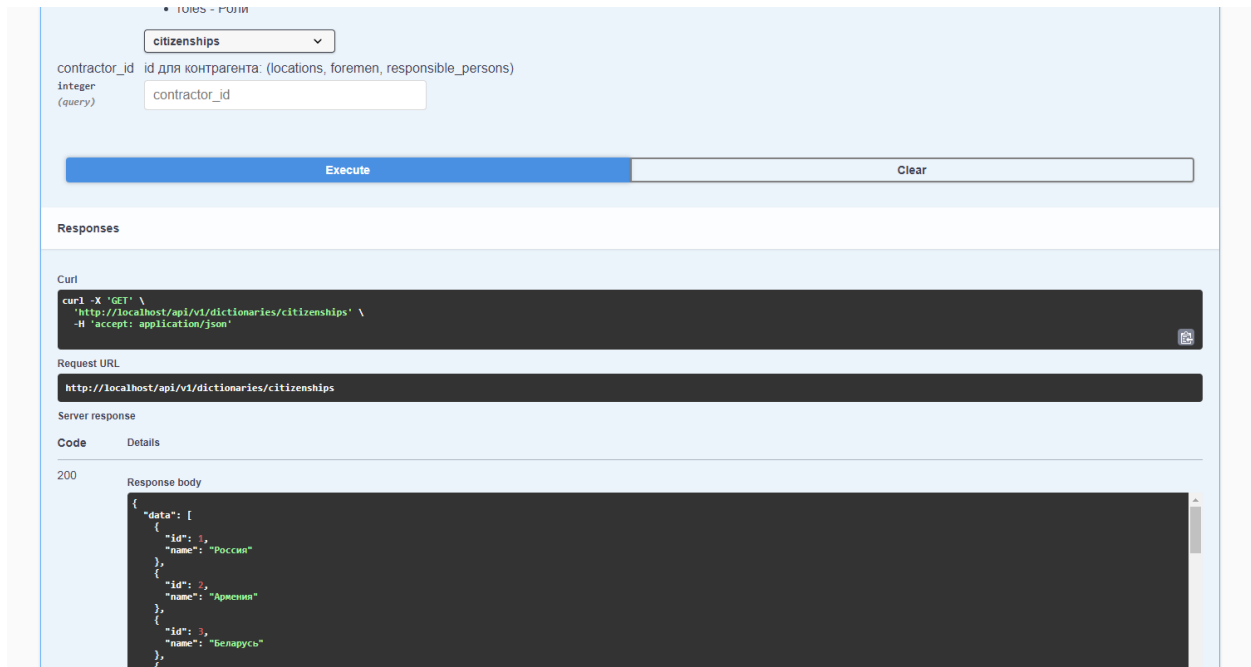 • roles - Роли
citizenships
contractor_id id для контрагента: (locations, foremen, responsible_persons)
integer
(query)
contractor_id
Execute
Clear
Responses
Curl
curl -X 'GET' \
'http://localhost/api/v1/dictionaries/citizenships' \
-H 'accept: application/json'
Request URL
http://localhost/api/v1/dictionaries/citizenships
Server response
Code Details
200
Response body
{
"data": [
{
"id": 1,
"name": "Россия"
},
{
"id": 2,
"name": "Армения"
},
{
"id": 3,
"name": "Беларусь"
},
{